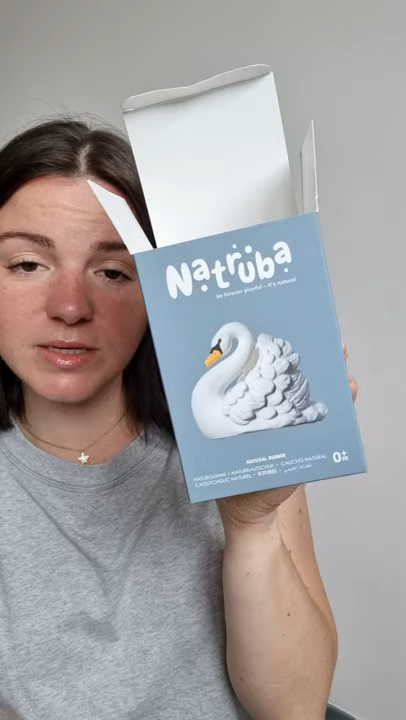 Natruba
be forever playful - it's natural
NATURAL RUBBER
NATURGUMMI • NATURKAUTSCHUK • CAUCHO NATURAL
CAOUTCHOUC NATUREL •
0+
m